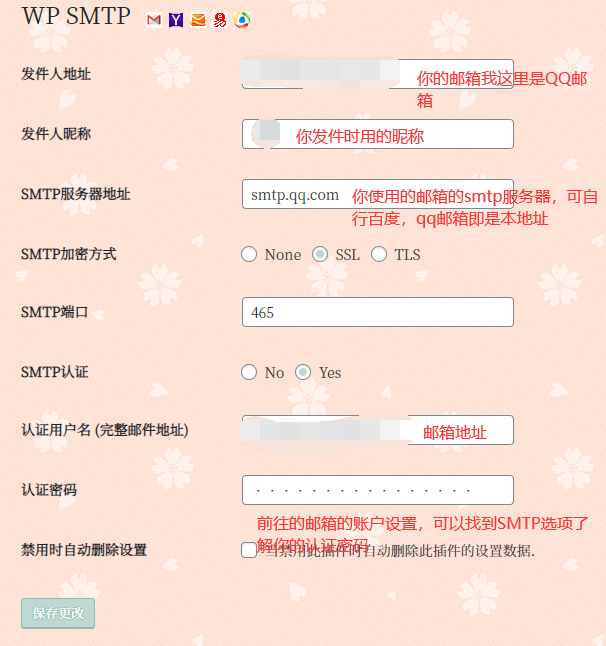 WP SMTP
发件人地址
你的邮箱我这里是QQ邮
箱
发件人昵称
你发件时用的昵称
SMTP服务器地址
smtp.qq.com
你使用的邮箱的smtp服务器，可自
行百度，qq邮箱即是本地址
SMTP加密方式
None SSL TLS
SMTP端口
465
SMTP认证
No Yes
认证用户名 (完整邮件地址)
邮箱地址
认证密码
前往的邮箱的账户设置，可以找到SMTP选项了
解你的认证密码
禁用时自动删除设置
当禁用此插件时自动删除此插件的设置数据.
保存更改